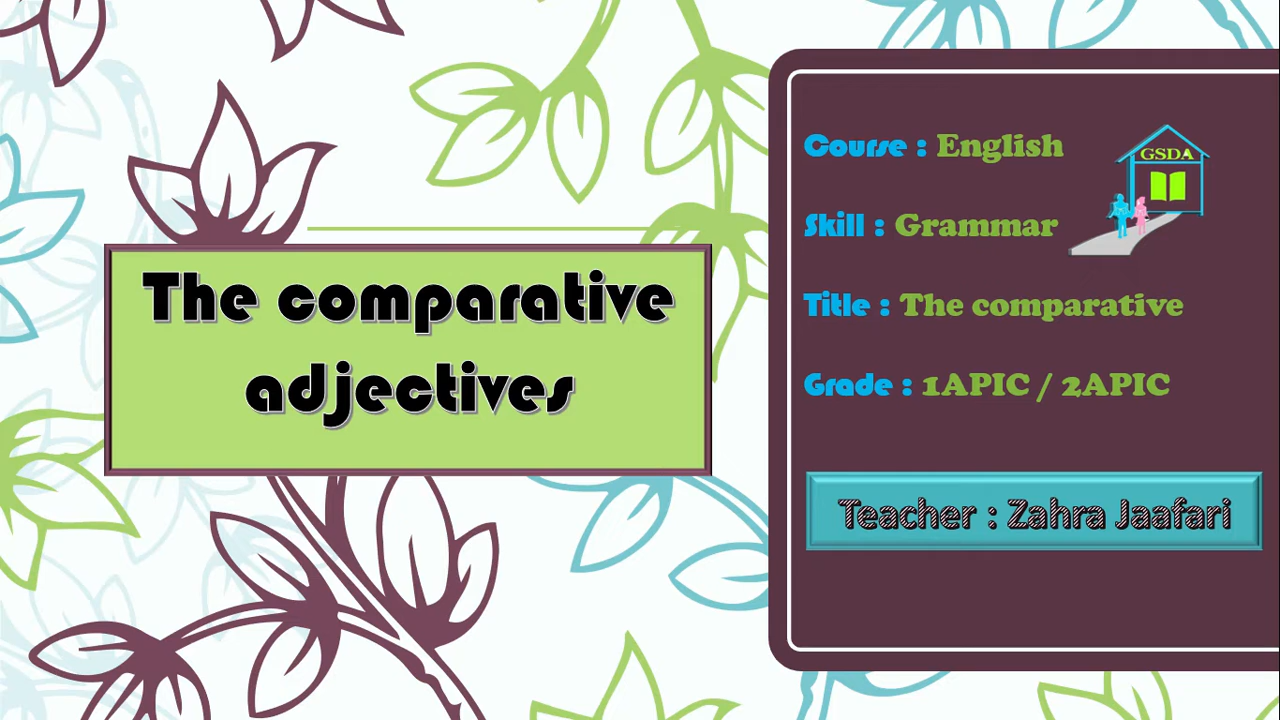 The comparative
adjectives
Course : English
GSDA
Skill : Grammar
Title : The comparative
Grade : 1APIC / 2APIC
Teacher : Zahra Jaafari